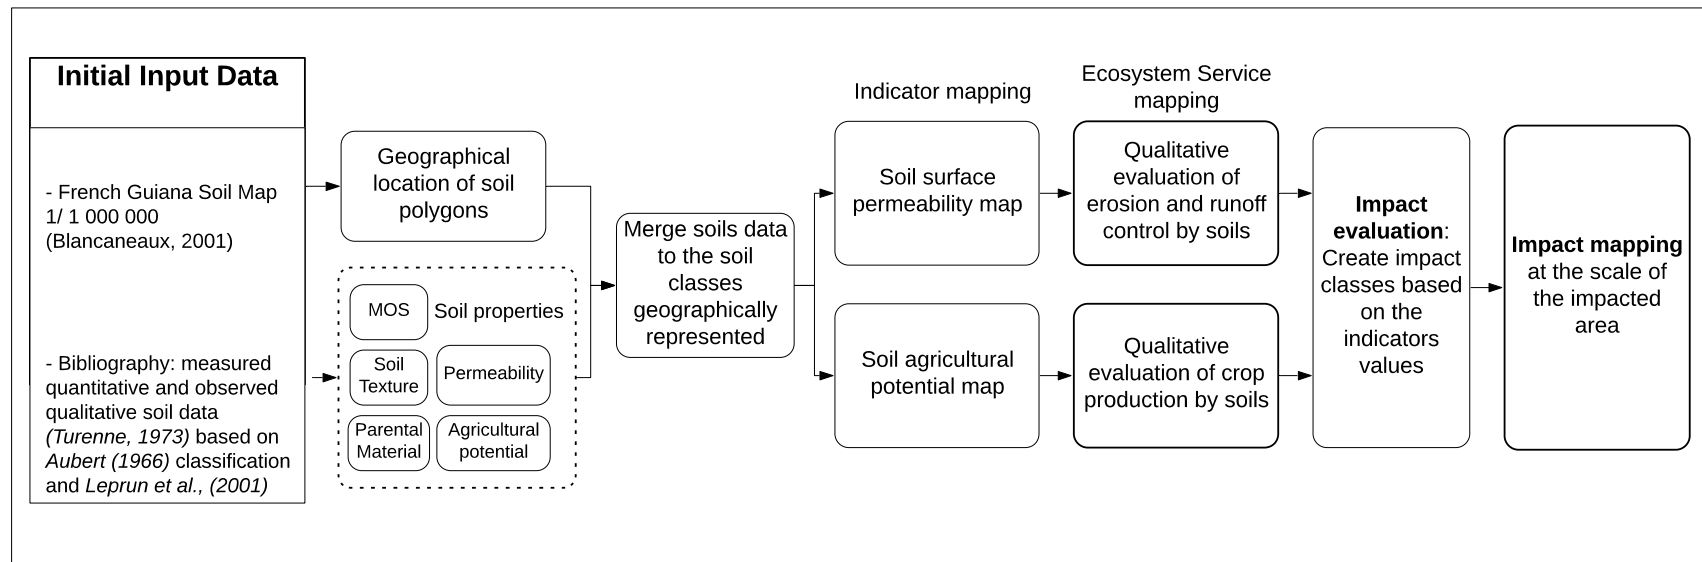 Initial Input Data
- French Guiana Soil Map
1/ 1 000 000
(Blancaneaux, 2001)
- Bibliography: measured
quantitative and observed
qualitative soil data
(Turenne, 1973) based on
Aubert (1966) classification
and Leprun et al., (2001)
Geographical
location of soil
polygons
MOS
Soil properties
Soil
Texture
Permeability
Parental
Material
Agricultural
potential
Merge soils data
to the soil
classes
geographically
represented
Indicator mapping
Soil surface
permeability map
Soil agricultural
potential map
Ecosystem Service
mapping
Qualitative
evaluation of
erosion and runoff
control by soils
Qualitative
evaluation of crop
production by soils
Impact
evaluation:
Create impact
classes based
on the
indicators
values
Impact mapping
at the scale of
the impacted
area